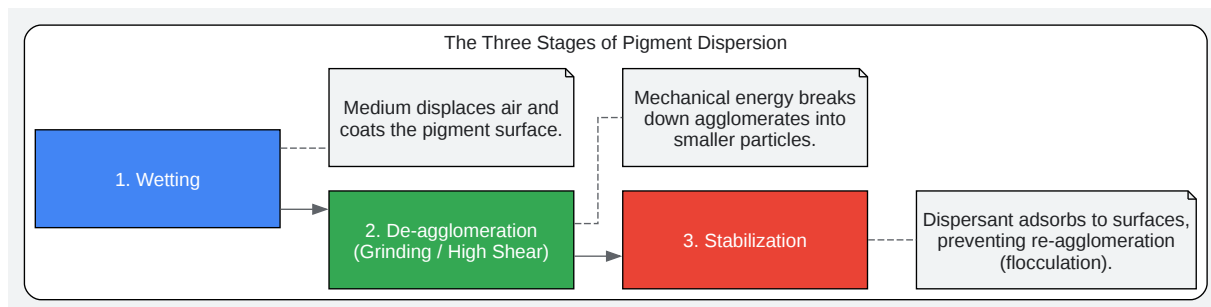 The Three Stages of Pigment Dispersion
Medium displaces air and
coats the pigment surface.
Mechanical energy breaks
down agglomerates into
smaller particles.
1. Wetting
2. De-agglomeration
(Grinding / High Shear)
3. Stabilization
Dispersant adsorbs to surfaces,
preventing re-agglomeration
(flocculation).